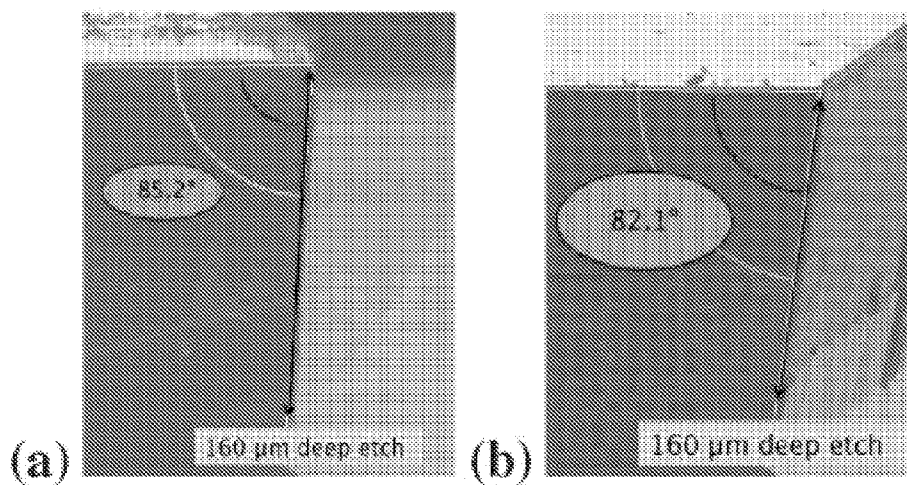 85.2°
160 µm deep etch
(a)
82.1°
160 µm deep etch
(b)